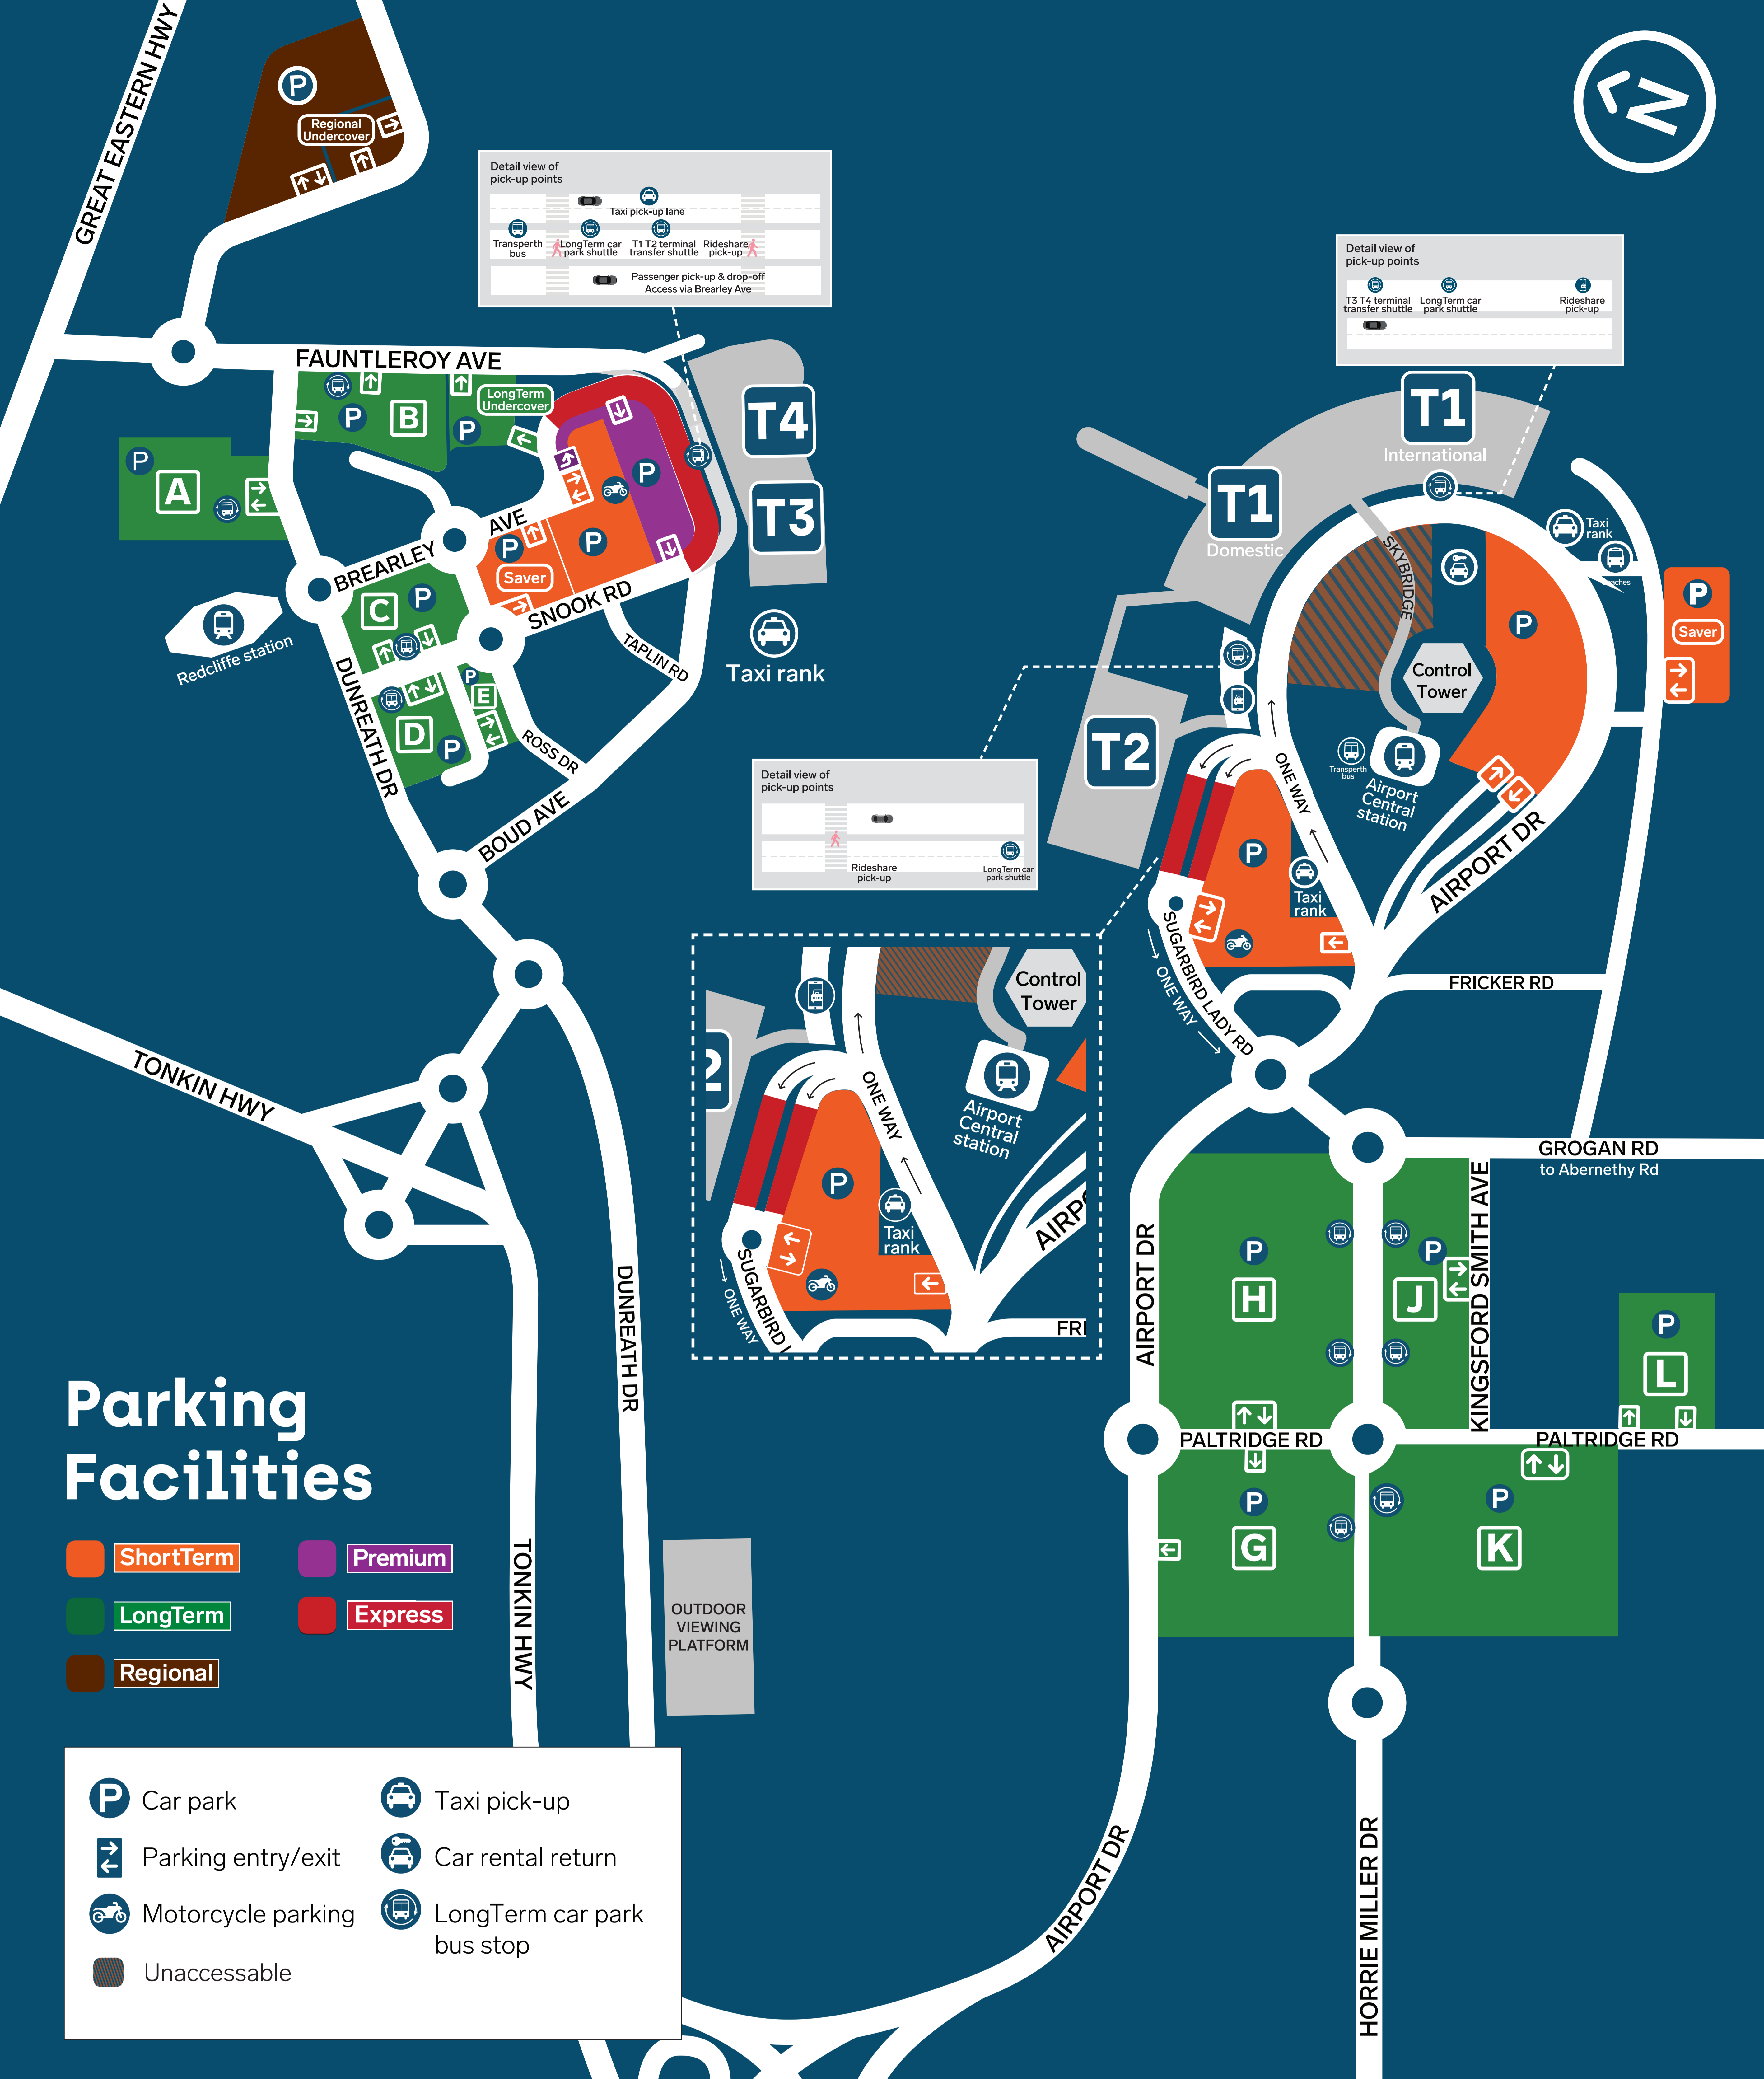 GREAT EASTERN HWY
P
Regional
Undercover
N
Detail view of
pick-up points
Taxi pick-up lane
Transperth
bus
LongTerm car
park shuttle
T1 T2 terminal
transfer shuttle
Rideshare
pick-up
Passenger pick-up & drop-off
Access via Brearley Ave
Detail view of
pick-up points
T3 T4 terminal
transfer shuttle
LongTerm car
park shuttle
Rideshare
pick-up
FAUNTLEROY AVE
P
B
P
LongTerm
Undercover
P
A
T4
T3
P
P
P
Saver
BREARLEY
AVE
SNOOK RD
TAPLIN RD
Taxi rank
Redcliffe station
C
P
P
E
D
P
DUNREATH DR
ROSS DR
BOUD AVE
T1
International
T1
Domestic
SKYBRIDGE
Taxi
rank
P
P
Saver
Control
Tower
T2
ONE WAY
Transperth
bus
Airport
Central
station
AIRPORT DR
P
Taxi
rank
SUGARBIRD LADY RD
ONE WAY
FRICKER RD
Detail view of
pick-up points
Rideshare
pick-up
LongTerm car
park shuttle
Control
Tower
2
ONE WAY
Airport
Central
station
P
Taxi
rank
AIRPO
SUGARBIRD L
ONE WAY
FRI
TONKIN HWY
GROGAN RD
to Abernethy Rd
KINGSFORD SMITH AVE
AIRPORT DR
P
H
P
J
P
L
PALTRIDGE RD
PALTRIDGE RD
P
G
P
K
DUNREATH DR
TONKIN HWY
OUTDOOR
VIEWING
PLATFORM
AIRPORT DR
HORRIE MILLER DR
Parking
Facilities
ShortTerm
Premium
LongTerm
Express
Regional
P
Car park
Taxi pick-up
Parking entry/exit
Car rental return
Motorcycle parking
LongTerm car park
bus stop
Unaccessable